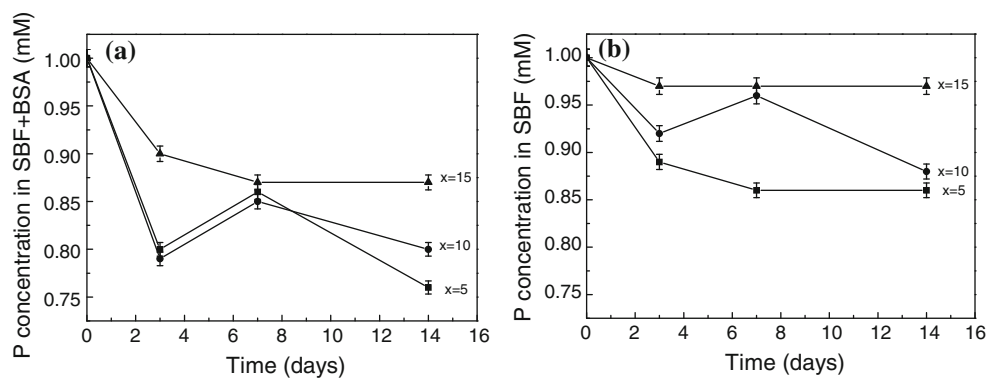 P concentration in SBF+BSA (mM)
(a)
1.00
0.95
0.90
0.85
0.80
0.75
x=15
x=10
x=5
0 2 4 6 8 10 12 14 16
Time (days)
P concentration in SBF (mM)
(b)
1.00
0.95
0.90
0.85
0.80
0.75
x=15
x=10
x=5
0 2 4 6 8 10 12 14 16
Time (days)